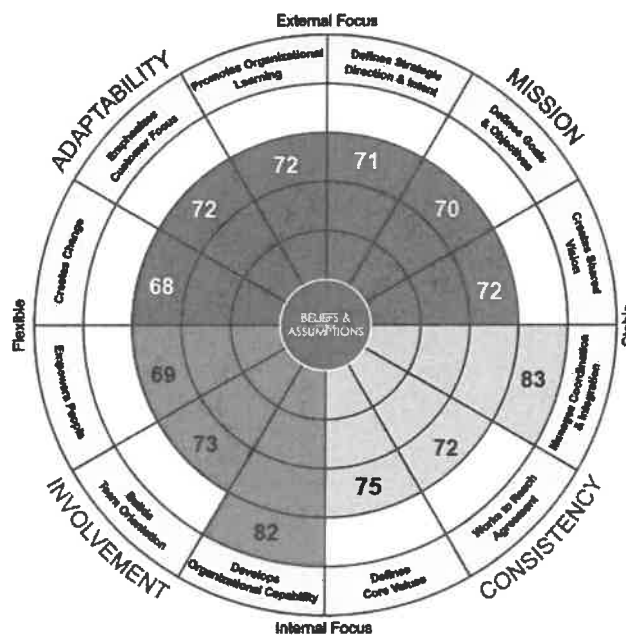 External Focus
ADAPTABILITY
MISSION
Promotes Organizational
Learning
Defines Strategic
Direction & Intent
Emphasizes
Customer Focus
Defines Goals
& Objectives
Creates Change
Creates Shared
Vision
72
71
72
70
68
72
BELIEFS &
ASSUMPTIONS
Flexible
Stable
69
83
73
72
82
75
Empowers People
Manages Coordination
& Integration
Builds
Team Orientation
Works to Reach
Agreement
Develops
Organizational Capability
Defines
Core Values
INVOLVEMENT
CONSISTENCY
Internal Focus